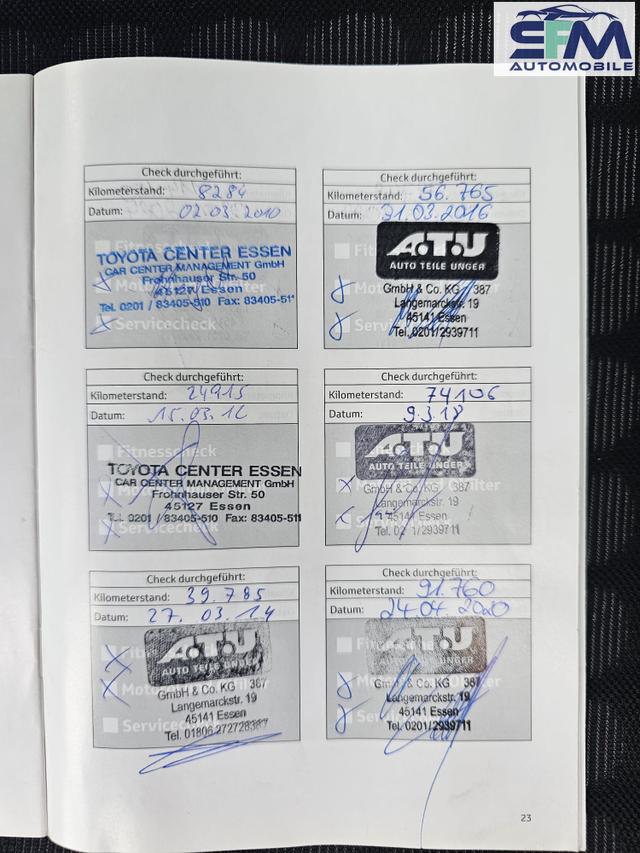 SFM
AUTOMOBILE
Check durchgeführt:
Kilometerstand: 8284
Datum: 02.03.2010
TOYOTA CENTER ESSEN
CAR CENTER MANAGEMENT GmbH
Frohnhauser Str. 50
45127 Essen
Tel. 0201 / 83405-510 Fax: 83405-511
Servicecheck
Check durchgeführt:
Kilometerstand: 24913
Datum: 15.03.12
Fitnesscheck
TOYOTA CENTER ESSEN
CAR CENTER MANAGEMENT GmbH
Frohnhauser Str. 50
45127 Essen
Tel. 0201 / 83405-510 Fax: 83405-511
Servicecheck
Check durchgeführt:
Kilometerstand: 39.785
Datum: 27.03.14
A.T.U
AUTO TEILE UNGER
GmbH & Co. KG 387
Langemarckstr. 19
45141 Essen
Servicecheck
Check durchgeführt:
Kilometerstand: 56.765
Datum: 31.03.2016
A.T.U
AUTO TEILE UNGER
GmbH & Co. KG 387
Langemarckstr. 19
45141 Essen
Tel. 0201/2939711
Check durchgeführt:
Kilometerstand: 74106
Datum: 9.3.18
A.T.U
AUTO TEILE UNGER
GmbH & Co. KG 387
Langemarckstr. 19
45141 Essen
Check durchgeführt:
Kilometerstand: 91.760
Datum: 24.04.2020
A.T.U
AUTO TEILE UNGER
GmbH & Co. KG 387
Langemarckstr. 19
45141 Essen
Tel. 0201/2939711
23